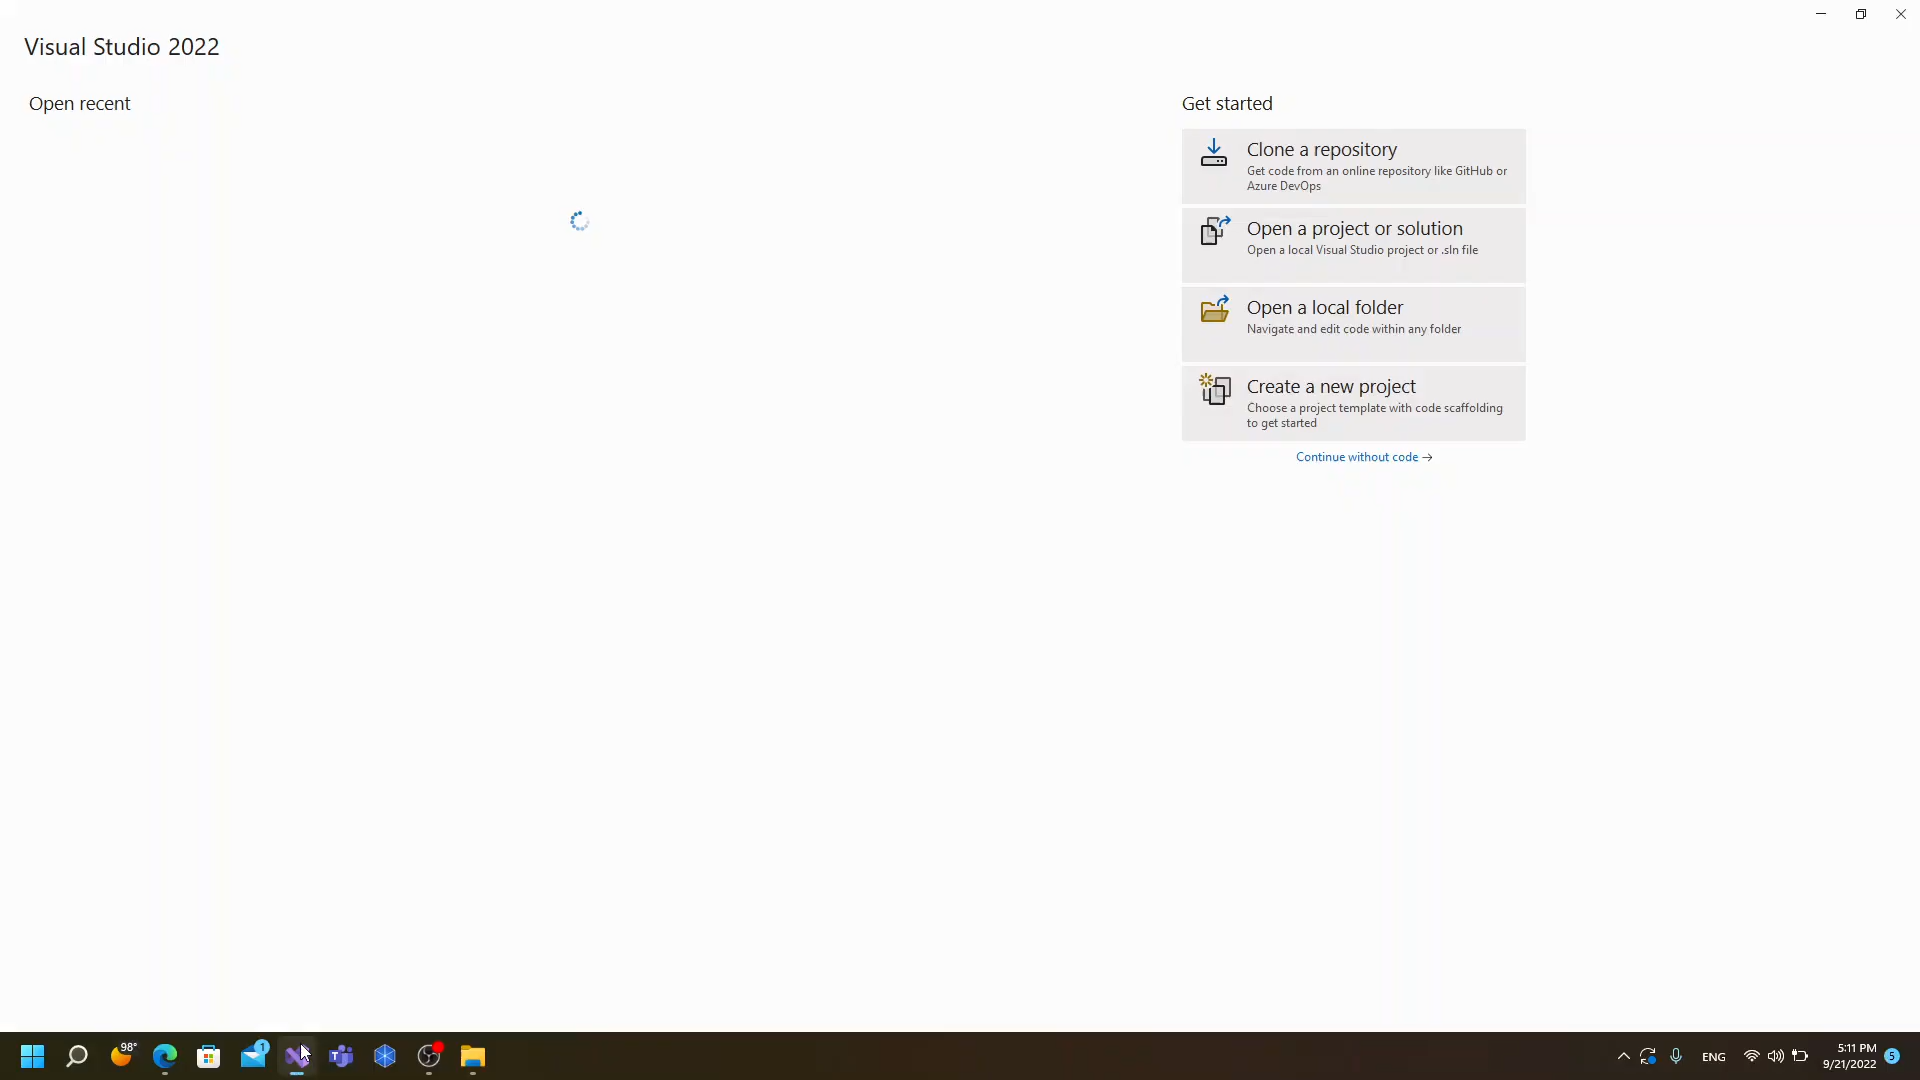 Visual Studio 2022
Open recent
Get started
Clone a repository
Get code from an online repository like GitHub or
Azure DevOps
Open a project or solution
Open a local Visual Studio project or .sln file
Open a local folder
Navigate and edit code within any folder
Create a new project
Choose a project template with code scaffolding
to get started
Continue without code →
98°
1
T
ENG
5:11 PM
9/21/2022
5